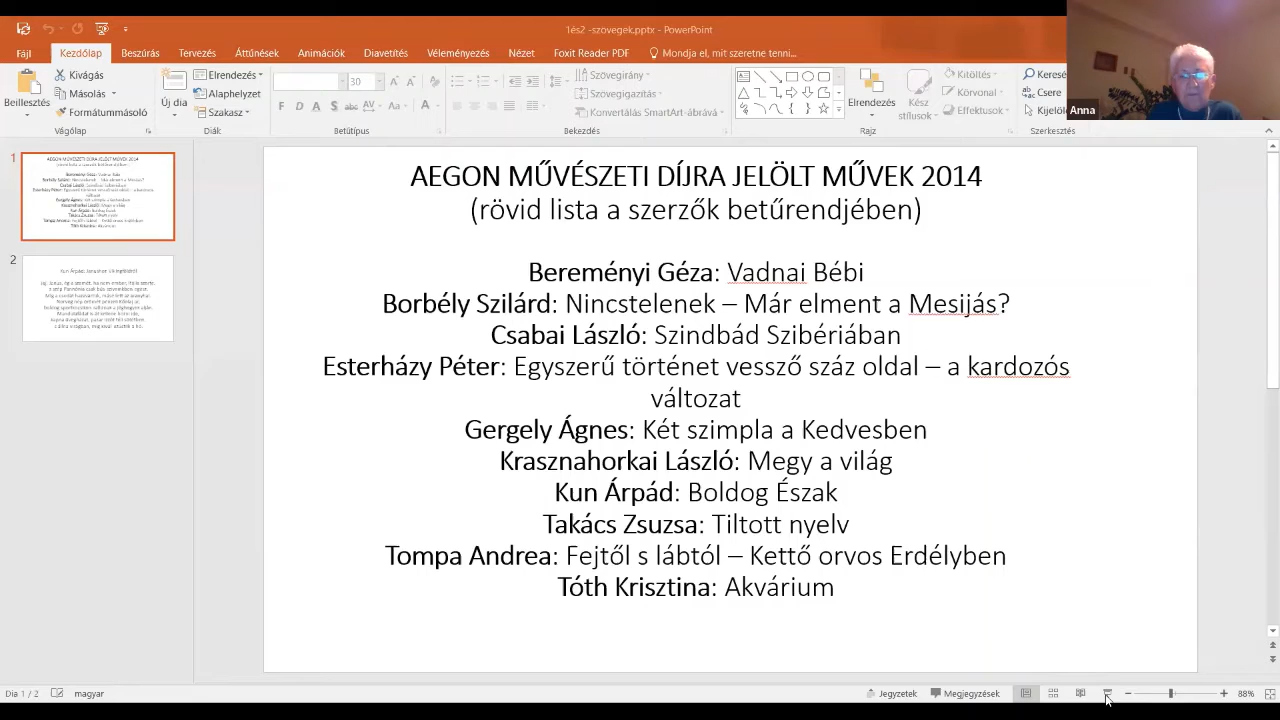 1és2 -szövegek.pptx - PowerPoint
Fájl Kezdőlap Beszúrás Tervezés Áttűnések Animációk Diavetítés Véleményezés Nézet Foxit Reader PDF Mondja el, mit szeretne tenni...
Beillesztés
Kivágás
Másolás
Formátummásoló
Vágólap
Új dia
Elrendezés
Alaphelyzet
Szakasz
Diák
30
Betűtípus
Szövegirány
Szövegigazítás
Konvertálás SmartArt-ábrává
Bekezdés
Elrendezés
Kész stílusok
Kitöltés
Körvonal
Effektusok
Rajz
Keresés
Csere
Kijelölés
Szerkesztés
Anna
1
2
AEGON MŰVÉSZETI DÍJRA JELÖLT MŰVEK 2014
(rövid lista a szerzők betűrendjében)
Bereményi Géza: Vadnai Bébi
Borbély Szilárd: Nincstelenek – Már elment a Mesijás?
Csabai László: Szindbád Szibériában
Esterházy Péter: Egyszerű történet vessző száz oldal – a kardozós
változat
Gergely Ágnes: Két szimpla a Kedvesben
Krasznahorkai László: Megy a világ
Kun Árpád: Boldog Észak
Takács Zsuzsa: Tiltott nyelv
Tompa Andrea: Fejtől s lábtól – Kettő orvos Erdélyben
Tóth Krisztina: Akvárium
Dia 1 / 2 magyar Jegyzetek Megjegyzések 88%